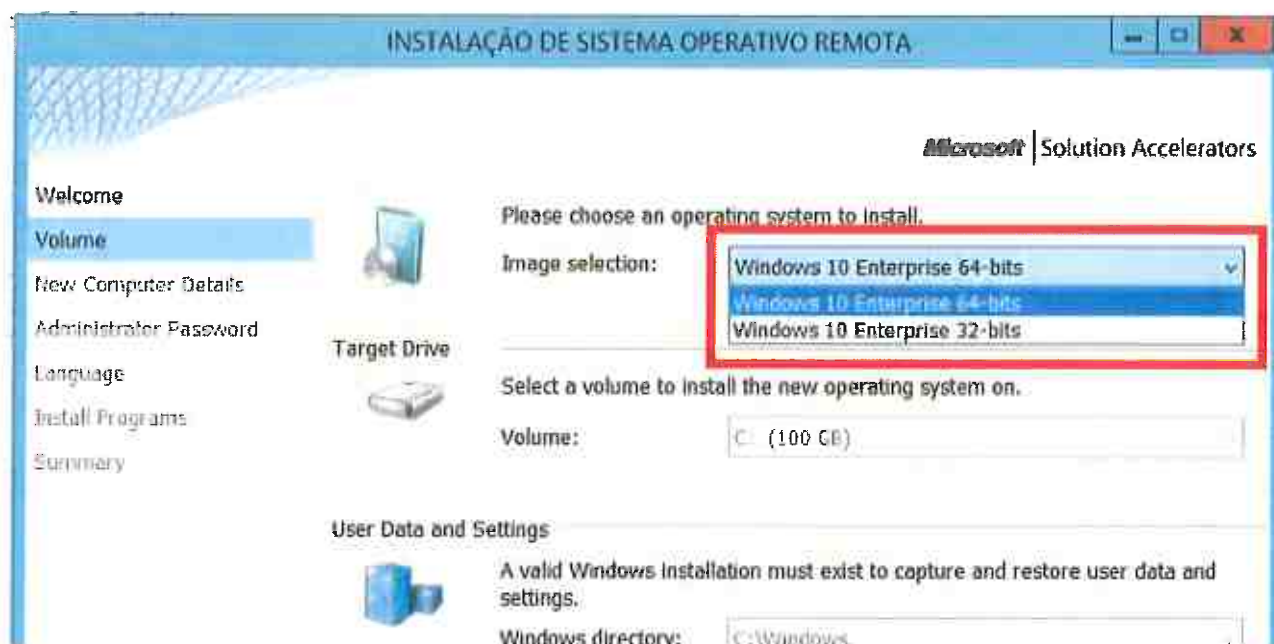 INSTALAÇÃO DE SISTEMA OPERATIVO REMOTA
Microsoft | Solution Accelerators
Welcome
Volume
New Computer Details
Administrator Password
Language
Install Programs
Summary
Please choose an operating system to install.
Image selection:
Windows 10 Enterprise 64-bits
Windows 10 Enterprise 64-bits
Windows 10 Enterprise 32-bits
Target Drive
Select a volume to install the new operating system on.
Volume:
C: (100 GB)
User Data and Settings
A valid Windows installation must exist to capture and restore user data and
settings.
Windows directory:
C:\Windows